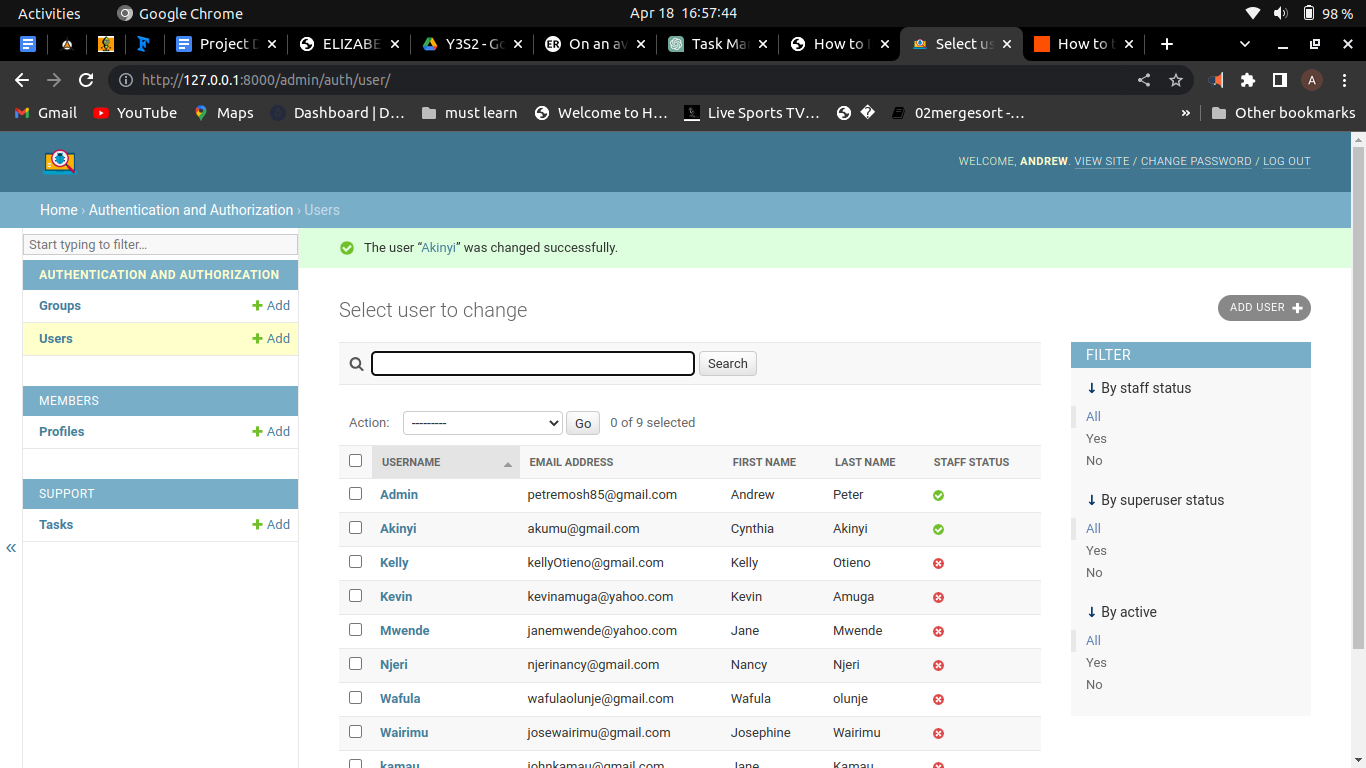 Activities Google Chrome Apr 18 16:57:44 98 %
Project D ELIZABE Y3S2 - Go On an av Task Ma How to Select us How to
http://127.0.0.1:8000/admin/auth/user/ A
Gmail YouTube Maps Dashboard | D… must learn Welcome to H… Live Sports TV… 02mergesort -… » Other bookmarks
WELCOME, ANDREW. VIEW SITE / CHANGE PASSWORD / LOG OUT
Home › Authentication and Authorization › Users
Start typing to filter…
The user “Akinyi” was changed successfully.
AUTHENTICATION AND AUTHORIZATION
Groups + Add
Users + Add
MEMBERS
Profiles + Add
SUPPORT
Tasks + Add
«
Select user to change
ADD USER +
Search
Action: --------- Go 0 of 9 selected
USERNAME EMAIL ADDRESS FIRST NAME LAST NAME STAFF STATUS
Admin petremosh85@gmail.com Andrew Peter
Akinyi akumu@gmail.com Cynthia Akinyi
Kelly kellyOtieno@gmail.com Kelly Otieno
Kevin kevinamuga@yahoo.com Kevin Amuga
Mwende janemwende@yahoo.com Jane Mwende
Njeri njerinancy@gmail.com Nancy Njeri
Wafula wafulaolunje@gmail.com Wafula olunje
Wairimu josewairimu@gmail.com Josephine Wairimu
kamau johnkamau@gmail.com Jane Kamau
FILTER
↓ By staff status
All
Yes
No
↓ By superuser status
All
Yes
No
↓ By active
All
Yes
No